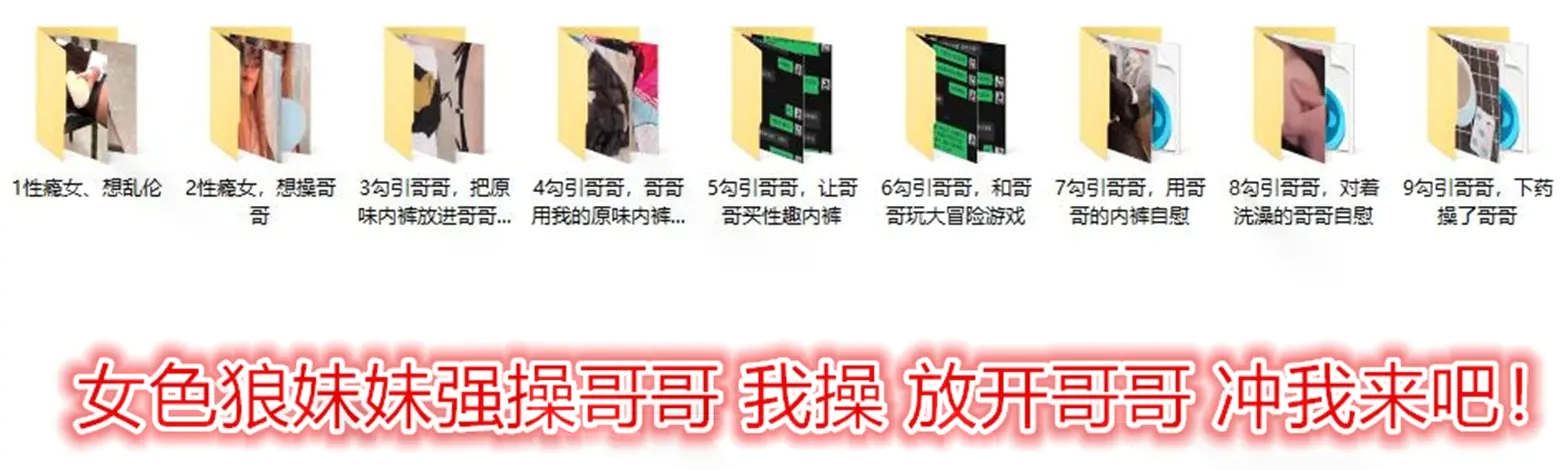 1性瘾女、想乱伦
2性瘾女，想操哥
哥
3勾引哥哥，把原
味内裤放进哥哥...
4勾引哥哥，哥哥
用我的原味内裤...
5勾引哥哥，让哥
哥买性趣内裤
6勾引哥哥，和哥
哥玩大冒险游戏
7勾引哥哥，用哥
哥的内裤自慰
8勾引哥哥，对着
洗澡的哥哥自慰
9勾引哥哥，下药
操了哥哥
女色狼妹妹强操哥哥 我操 放开哥哥 冲我来吧！